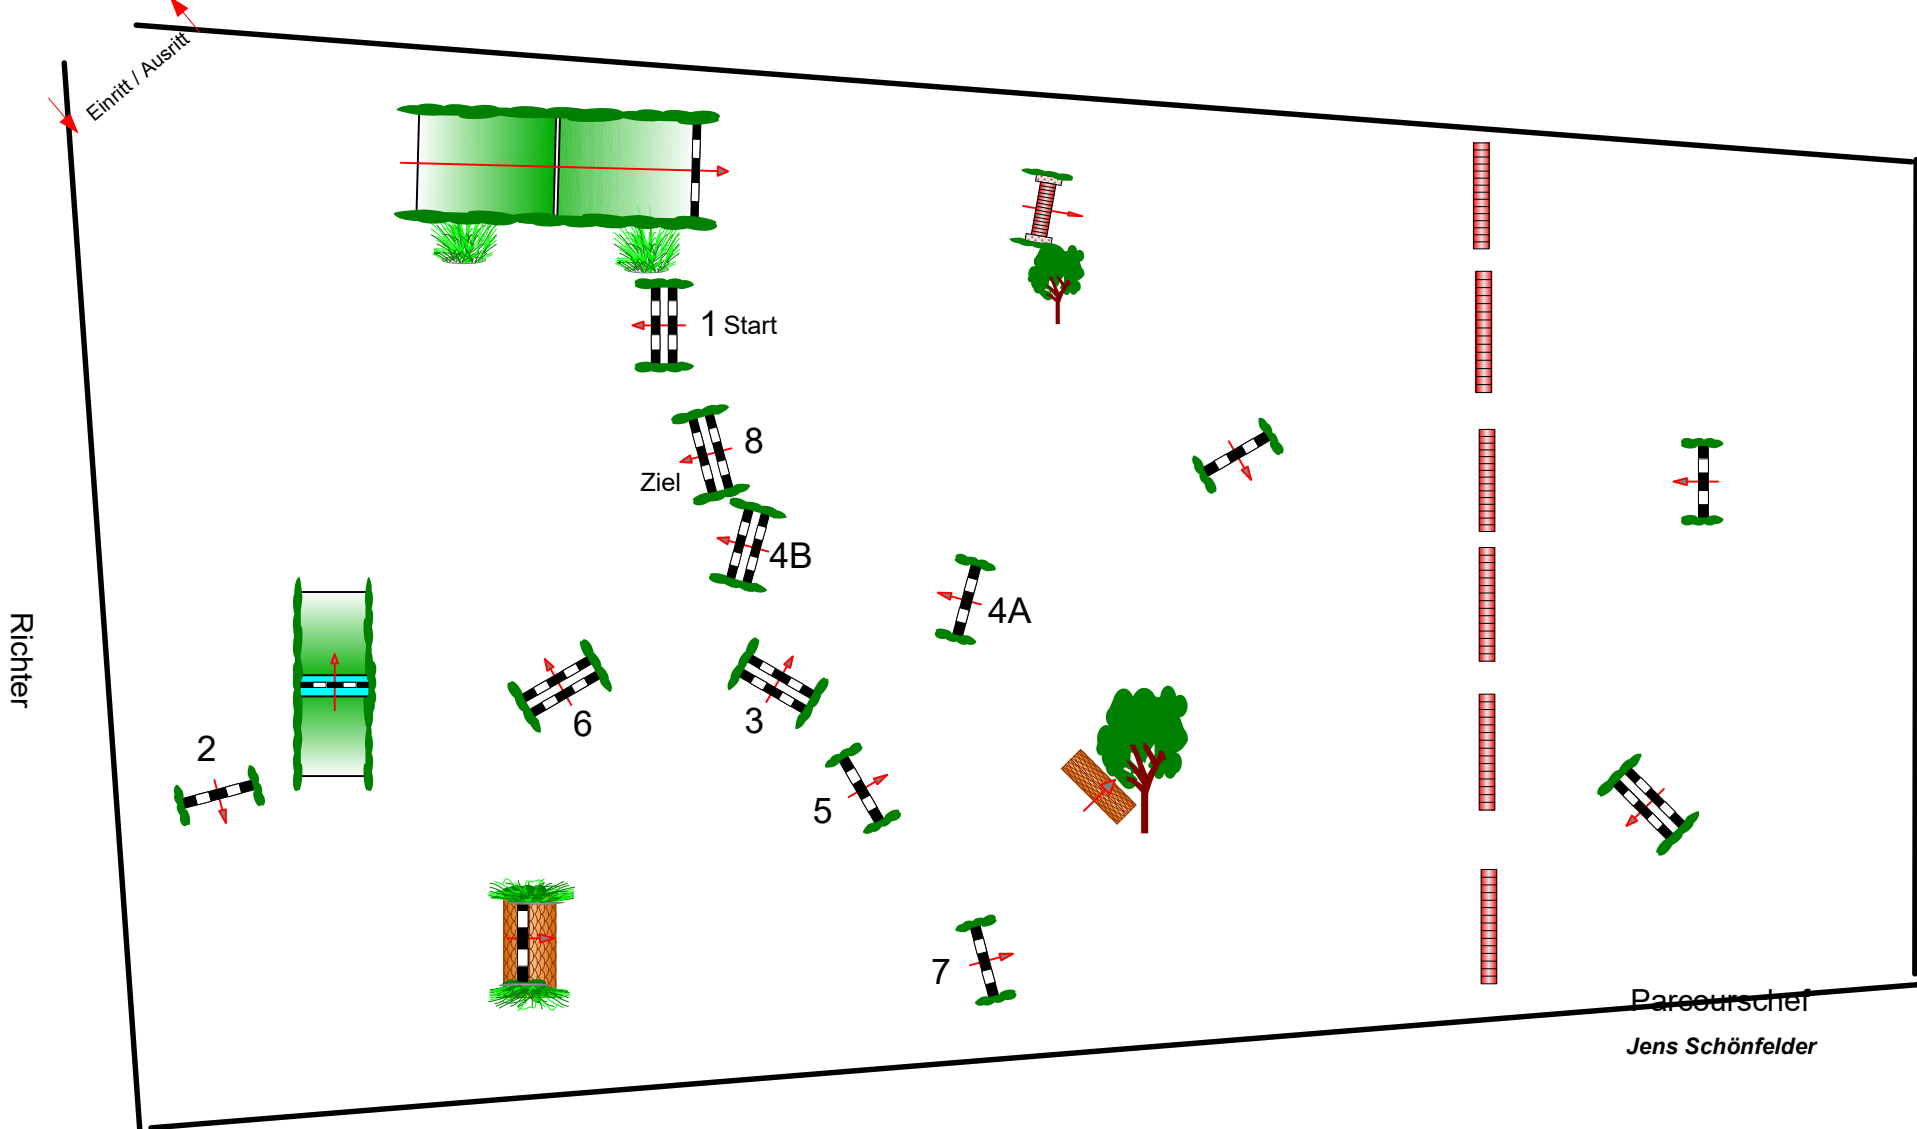 Einritt / Ausritt
1 Start
8
Ziel
4B
4A
Richter
6
3
2
5
7
Parcourschef
Jens Schönfelder